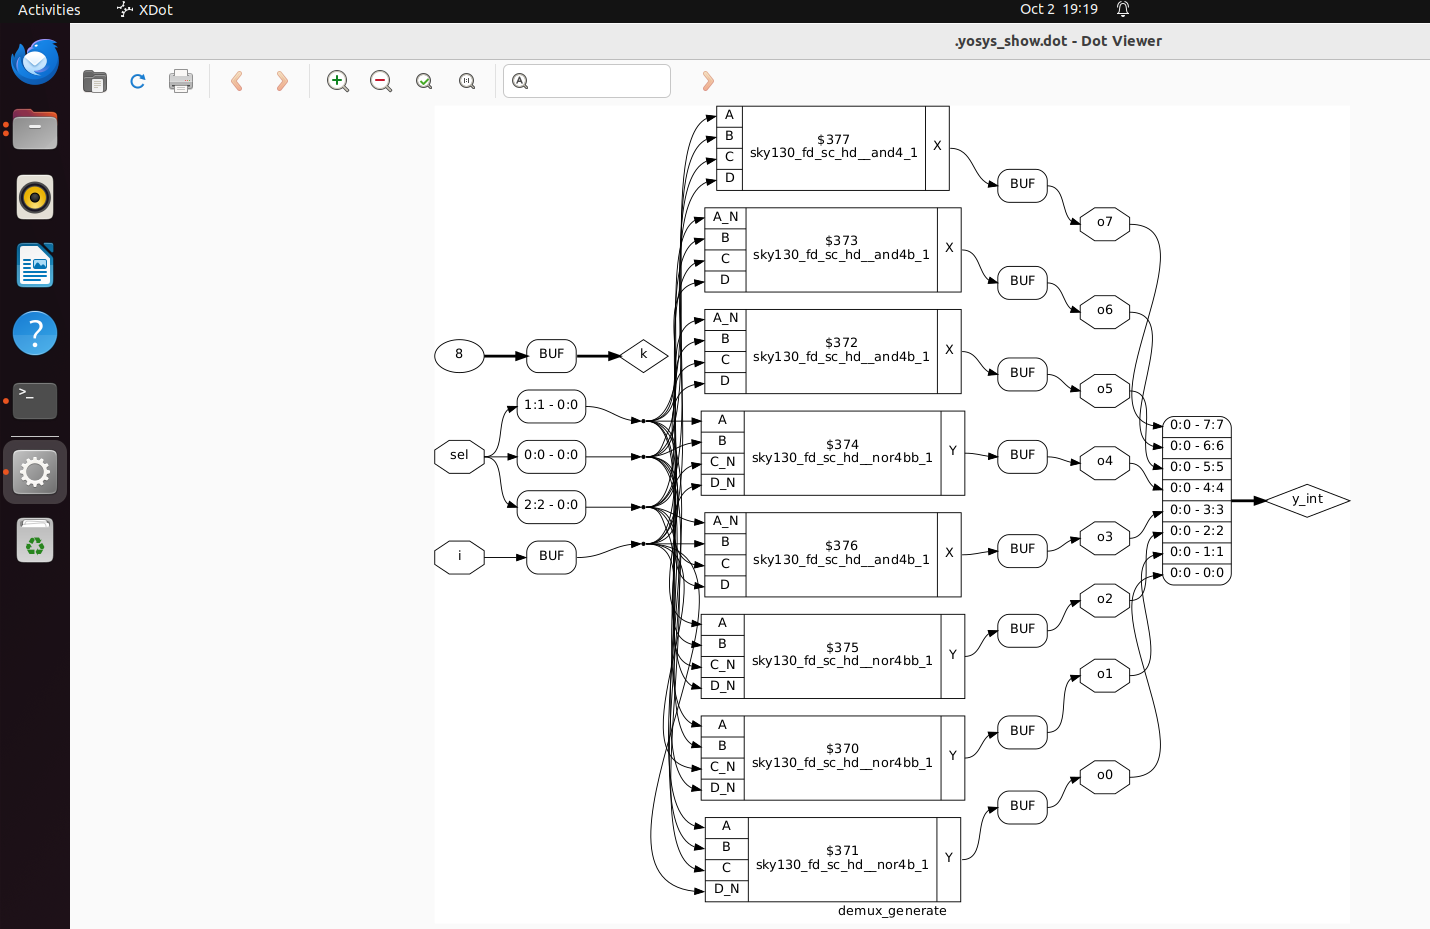 Activities
XDot
Oct 2 19:19
.yosys_show.dot - Dot Viewer
A
B
C
D
$377
sky130_fd_sc_hd__and4_1
X
BUF
o7
A_N
B
C
D
$373
sky130_fd_sc_hd__and4b_1
X
BUF
o6
A_N
B
C
D
$372
sky130_fd_sc_hd__and4b_1
X
BUF
o5
8
BUF
k
1:1 - 0:0
sel
0:0 - 0:0
2:2 - 0:0
i
BUF
A
B
C_N
D_N
$374
sky130_fd_sc_hd__nor4bb_1
Y
BUF
o4
A_N
B
C
D
$376
sky130_fd_sc_hd__and4b_1
X
BUF
o3
A
B
C_N
D_N
$375
sky130_fd_sc_hd__nor4bb_1
Y
BUF
o2
A
B
C_N
D_N
$370
sky130_fd_sc_hd__nor4bb_1
Y
BUF
o1
A
B
C
D_N
$371
sky130_fd_sc_hd__nor4b_1
Y
BUF
o0
0:0 - 7:7
0:0 - 6:6
0:0 - 5:5
0:0 - 4:4
0:0 - 3:3
0:0 - 2:2
0:0 - 1:1
0:0 - 0:0
y_int
demux_generate